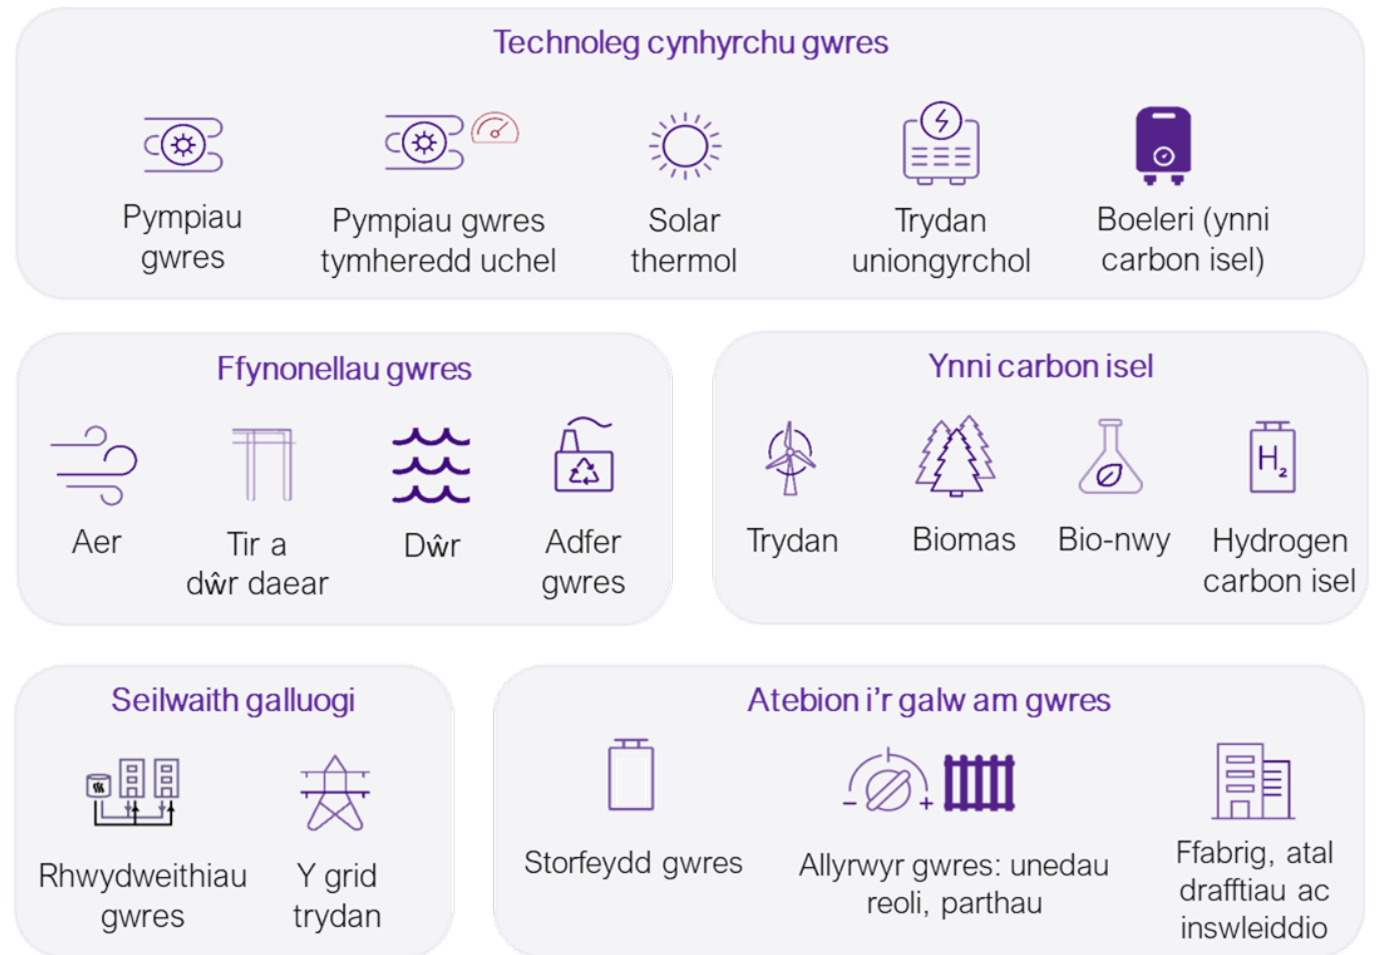 Technoleg cynhyrchu gwres
Pympiau
gwres
Pympiau gwres
tymheredd uchel
Solar
thermol
Trydan
uniongyrchol
Boeleri (ynni
carbon isel)
Ffynonellau gwres
Aer
Tir a
dŵr daear
Dŵr
Adfer
gwres
Ynni carbon isel
Trydan
Biomas
Bio-nwy
H2
Hydrogen
carbon isel
Seilwaith galluogi
Rhwydweithiau
gwres
Y grid
trydan
Atebion i'r galw am gwres
Storfeydd gwres
- +
Allyrwyr gwres: unedau
reoli, parthau
Ffabrig, atal
drafftiau ac
inswleiddio